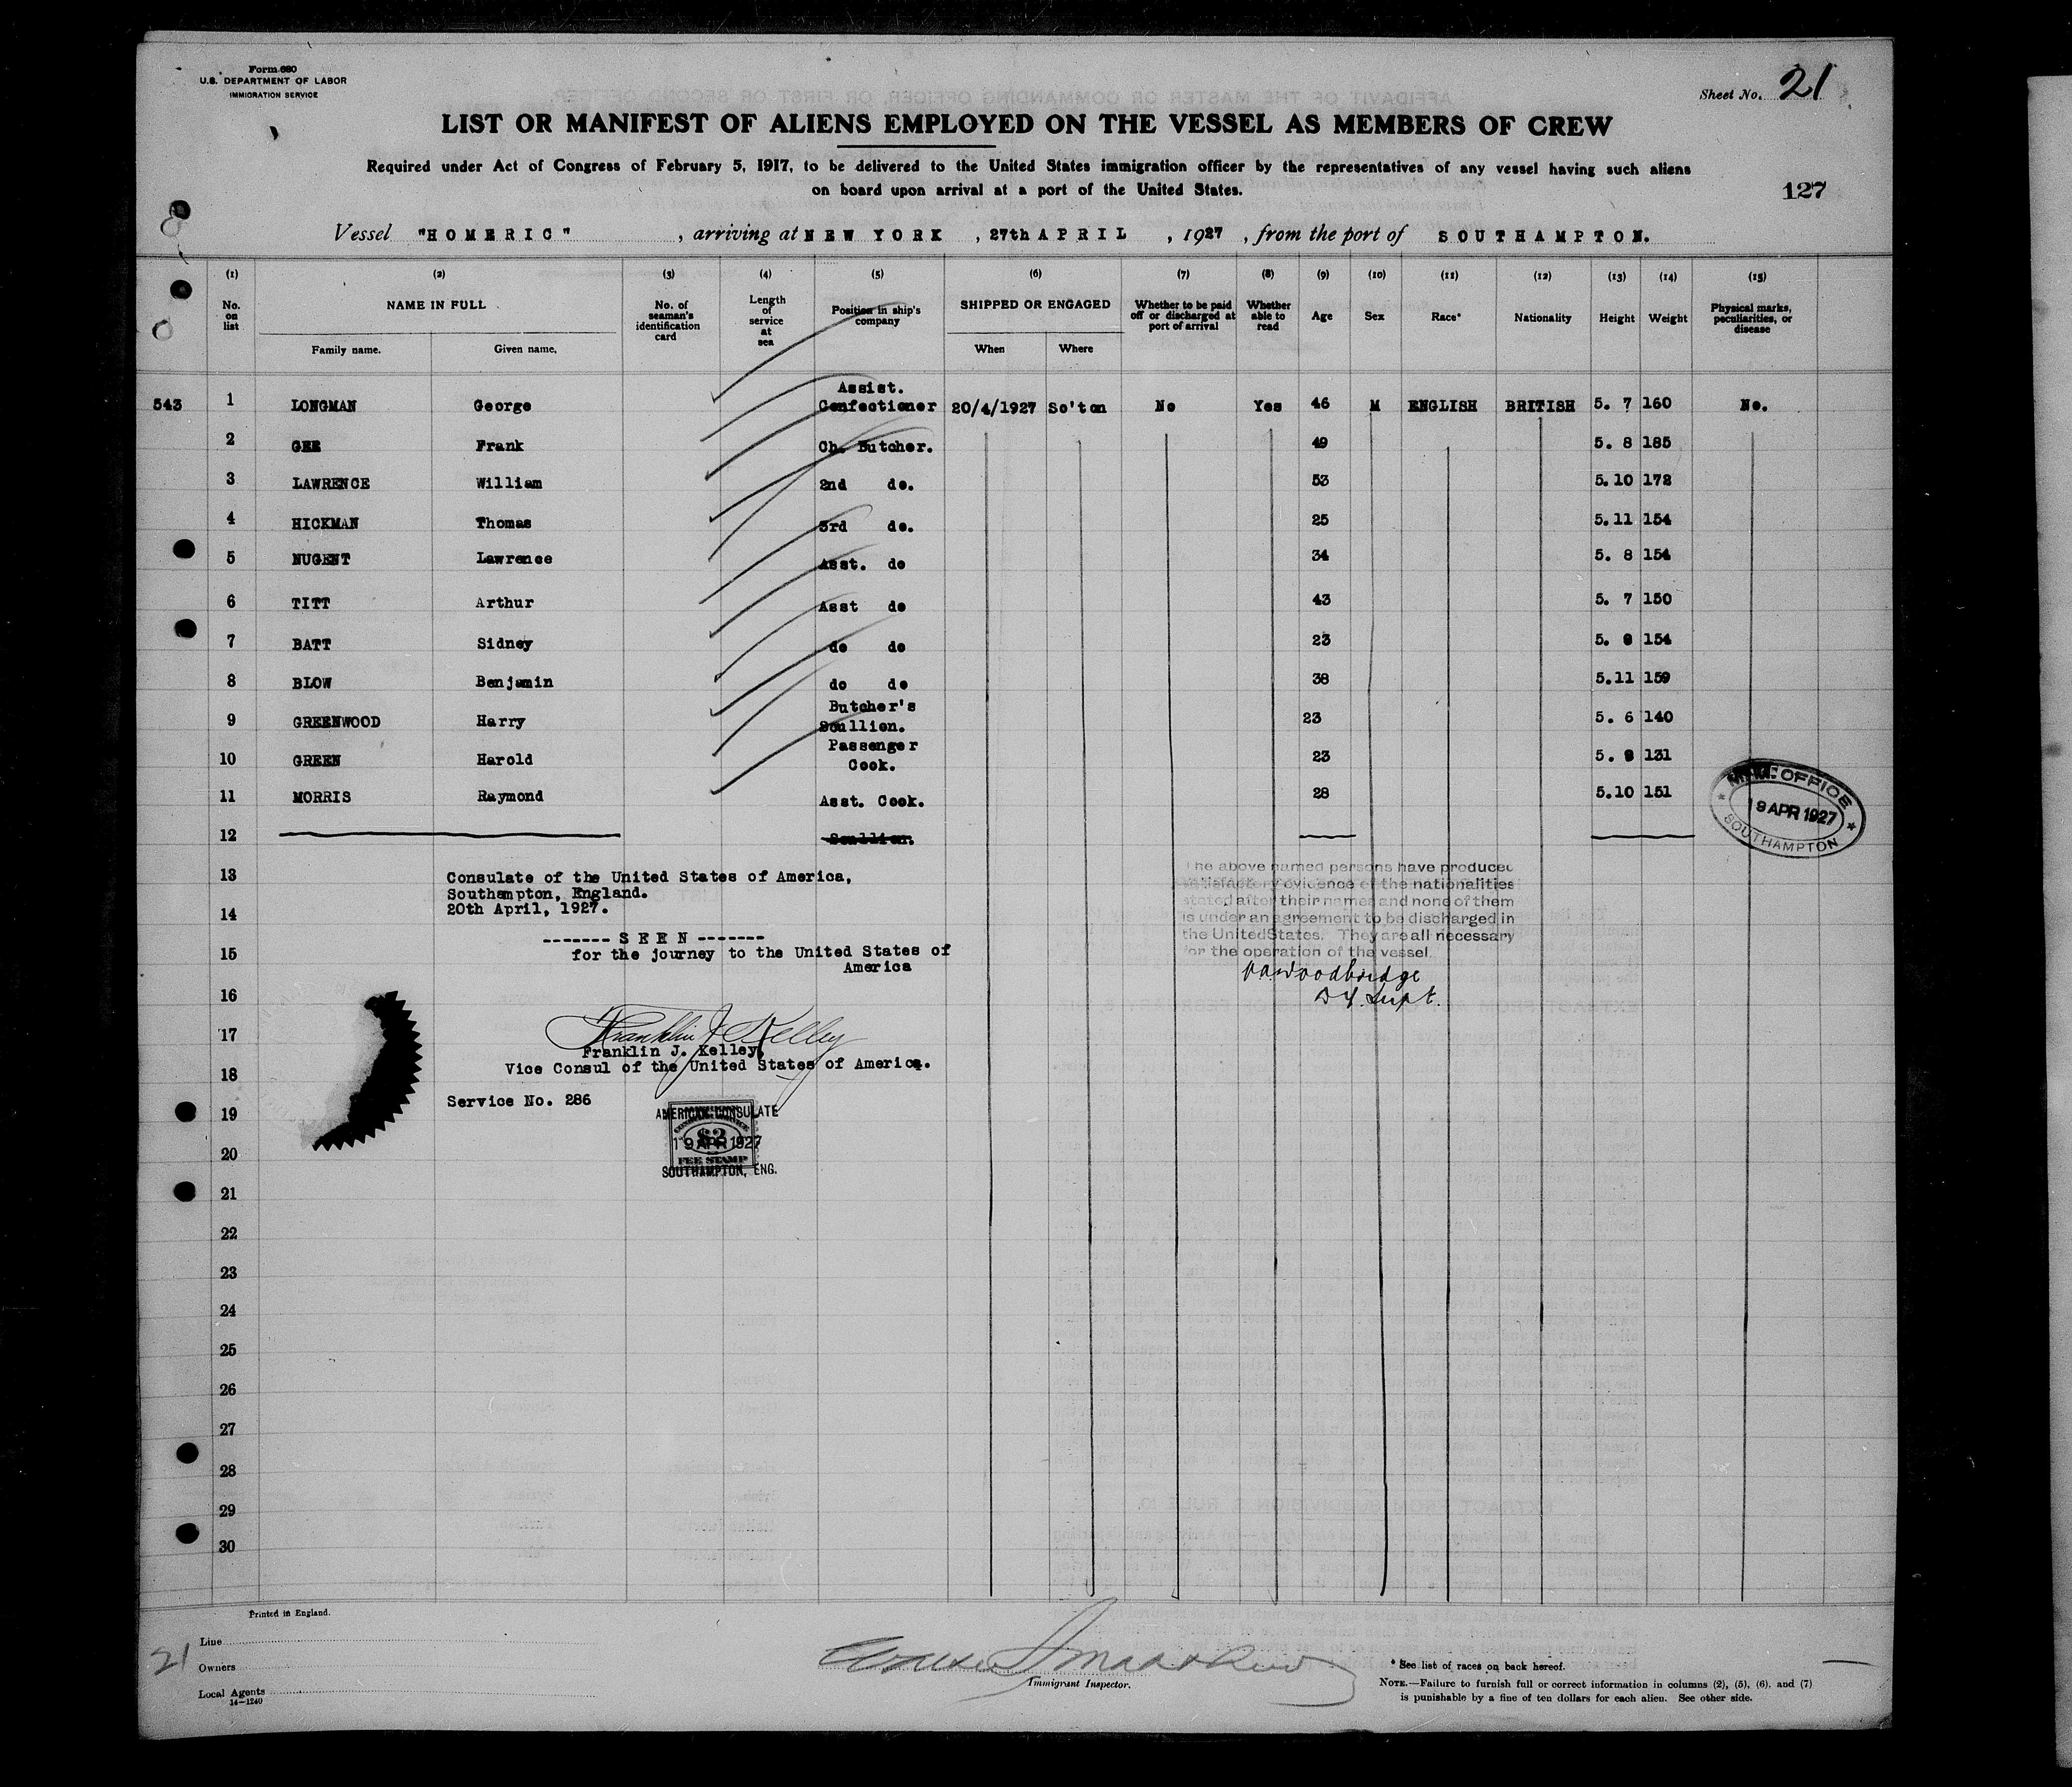 Form 680
U.S. DEPARTMENT OF LABOR
IMMIGRATION SERVICE
Sheet No. 21
LIST OR MANIFEST OF ALIENS EMPLOYED ON THE VESSEL AS MEMBERS OF CREW
Required under Act of Congress of February 5, 1917, to be delivered to the United States immigration officer by the representatives of any vessel having such aliens
on board upon arrival at a port of the United States.
127
Vessel "HOMERIC", arriving at NEW YORK, 27th APRIL, 1927, from the port of SOUTHAMPTON.
(1) (2) (3) (4) (5) (6) (7) (8) (9) (10) (11) (12) (13) (14) (15)
No. on list NAME IN FULL No. of seaman's identification card Length of service at sea Position in ship's company SHIPPED OR ENGAGED Whether to be paid off or discharged at port of arrival Whether able to read Age Sex Race* Nationality Height Weight Physical marks, peculiarities, or disease
Family name. Given name. When Where
543 1 LONGMAN George Assist. Confectioner 20/4/1927 So'ton No Yes 46 M ENGLISH BRITISH 5. 7 160 No.
2 GEE Frank Ch. Butcher. 49 5. 8 185
3 LAWRENCE William 2nd do. 53 5.10 172
4 HICKMAN Thomas 3rd do. 25 5.11 154
5 NUGENT Lawrence Asst. do 34 5. 8 154
6 TITT Arthur Asst do 43 5. 7 150
7 BATT Sidney do do 23 5. 154
8 BLOW Benjamin do do 38 5.11 159
9 GREENWOOD Harry Butcher's Scullion. 23 5. 6 140
10 GREEN Harold Passenger Cook. 23 5. 131
11 MORRIS Raymond Asst. Cook. 28 5.10 151
12 Scullion.
MARINE OFFICE
19 APR 1927
SOUTHAMPTON
13
Consulate of the United States of America,
Southampton, England.
14 20th April, 1927.
------- S E E N -------
15 for the journey to the United States of
America
The above named persons have produced
satisfactory evidence of the nationalities
stated after their names and none of them
is under an agreement to be discharged in
the United States. They are all necessary
for the operation of the vessel.
Woodbridge
Dy. Supt.
16
17 Franklin J. Kelley
Franklin J. Kelley,
18 Vice Consul of the United States of America.
Service No. 286
19 AMERICAN CONSULATE
$2
19 APR 1927
FEE STAMP
SOUTHAMPTON, ENG.
20
21
22
23
24
25
26
27
28
29
30
Printed in England.
21
Line
Owners
Local Agents
14-1240
Immigrant Inspector.
* See list of races on back hereof.
NOTE.—Failure to furnish full or correct information in columns (2), (5), (6), and (7)
is punishable by a fine of ten dollars for each alien. See other side.